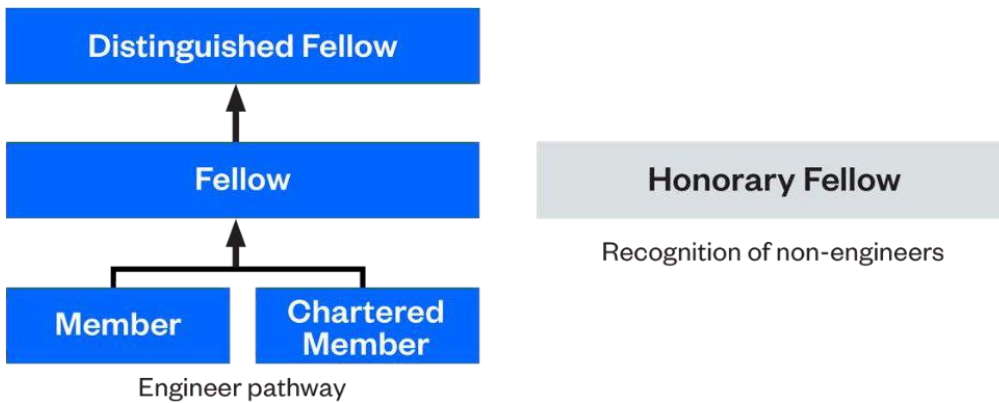 Distinguished Fellow
Fellow
Honorary Fellow
Recognition of non-engineers
Member
Chartered
Member
Engineer pathway